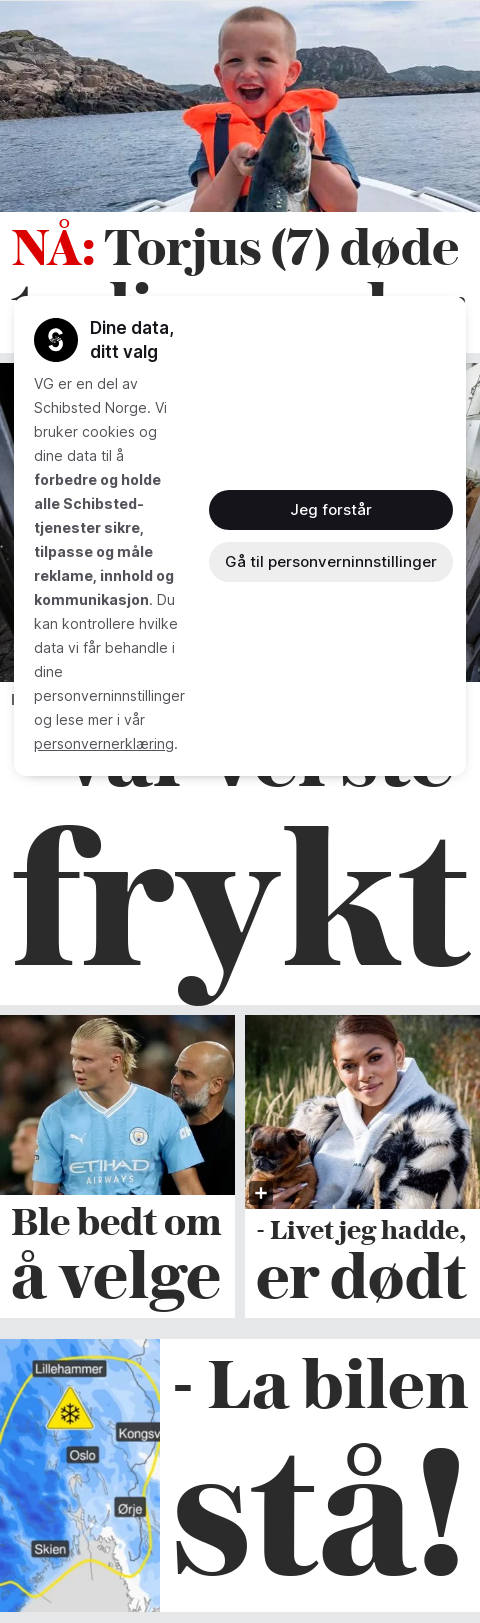 NÅ: Torjus (7) døde
Dine data,
ditt valg
VG er en del av
Schibsted Norge. Vi
bruker cookies og
dine data til å
forbedre og holde
alle Schibsted-
tjenester sikre,
tilpasse og måle
reklame, innhold og
kommunikasjon. Du
kan kontrollere hvilke
data vi får behandle i
dine
personverninnstillinger
og lese mer i vår
personvernerklæring.
Jeg forstår
Gå til personverninnstillinger
frykt
ETIHAD
AIRWAYS
Ble bedt om
å velge
- Livet jeg hadde,
er dødt
Lillehammer
Kongsv
Oslo
Ørje
Skien
- La bilen
stå!